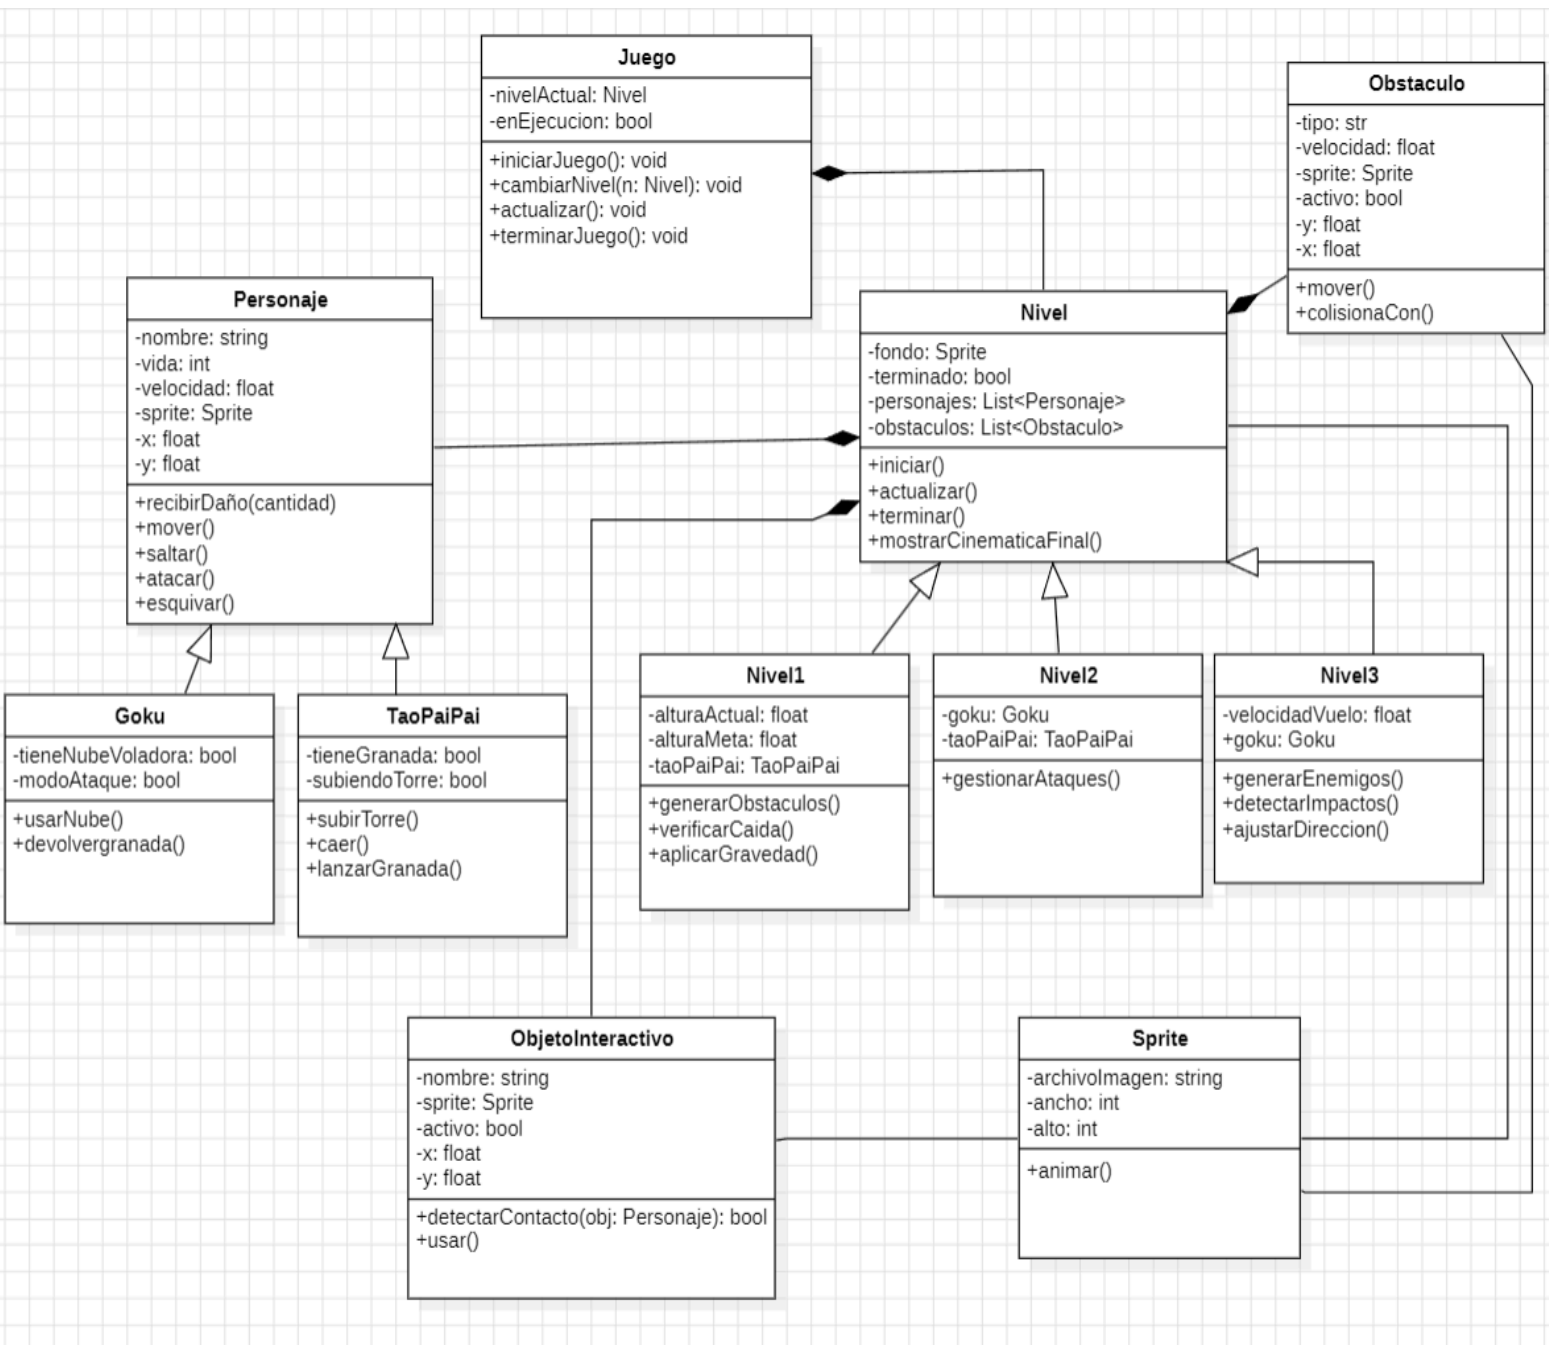 Juego
-nivelActual: Nivel
-enEjecucion: bool
+iniciarJuego(): void
+cambiarNivel(n: Nivel): void
+actualizar(): void
+terminarJuego(): void
Obstaculo
-tipo: str
-velocidad: float
-sprite: Sprite
-activo: bool
-y: float
-x: float
+mover()
+colisionaCon()
Personaje
-nombre: string
-vida: int
-velocidad: float
-sprite: Sprite
-x: float
-y: float
+recibirDaño(cantidad)
+mover()
+saltar()
+atacar()
+esquivar()
Nivel
-fondo: Sprite
-terminado: bool
-personajes: List<Personaje>
-obstaculos: List<Obstaculo>
+iniciar()
+actualizar()
+terminar()
+mostrarCinematicaFinal()
Goku
-tieneNubeVoladora: bool
-modoAtaque: bool
+usarNube()
+devolvergranada()
TaoPaiPai
-tieneGranada: bool
-subiendoTorre: bool
+subirTorre()
+caer()
+lanzarGranada()
Nivel1
-alturaActual: float
-alturaMeta: float
-taoPaiPai: TaoPaiPai
+generarObstaculos()
+verificarCaida()
+aplicarGravedad()
Nivel2
-goku: Goku
-taoPaiPai: TaoPaiPai
+gestionarAtaques()
Nivel3
-velocidadVuelo: float
+goku: Goku
+generarEnemigos()
+detectarImpactos()
+ajustarDireccion()
ObjetoInteractivo
-nombre: string
-sprite: Sprite
-activo: bool
-x: float
-y: float
+detectarContacto(obj: Personaje): bool
+usar()
Sprite
-archivoImagen: string
-ancho: int
-alto: int
+animar()